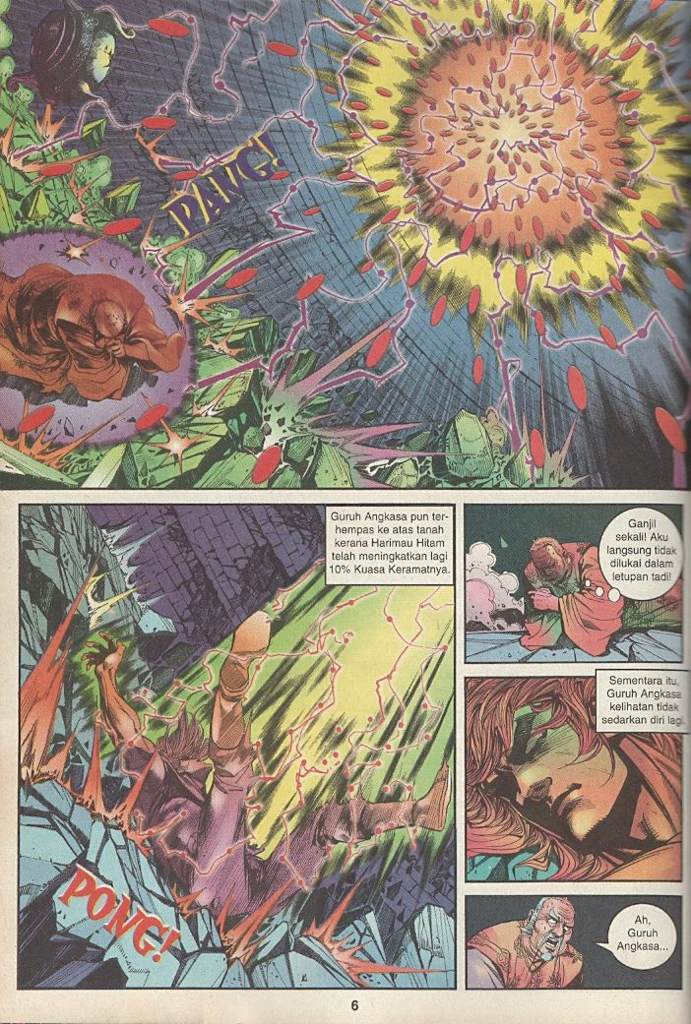 PANG!
Guruh Angkasa pun ter-
hempas ke atas tanah
kerana Harimau Hitam
telah meningkatkan lagi
10% Kuasa Keramatnya.
PONG!
Ganjil
sekali! Aku
langsung tidak
dilukai dalam
letupan tadi!
Sementara itu,
Guruh Angkasa
kelihatan tidak
sedarkan diri lagi.
Ah,
Guruh
Angkasa...
6